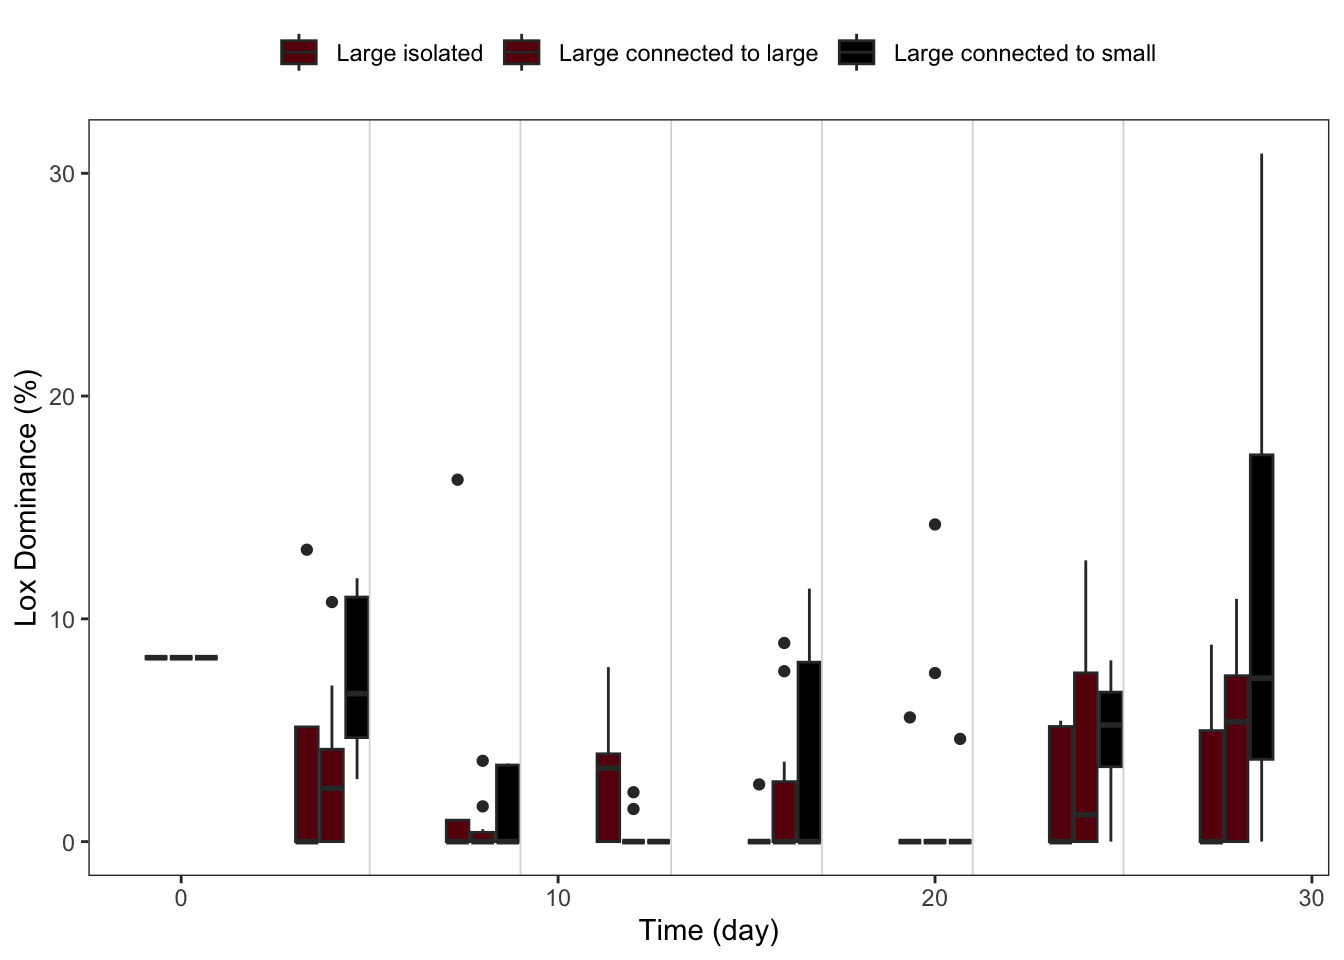 Large isolated Large connected to large Large connected to small
30
20
10
0
Lox Dominance (%)
0 10 20 30
Time (day)